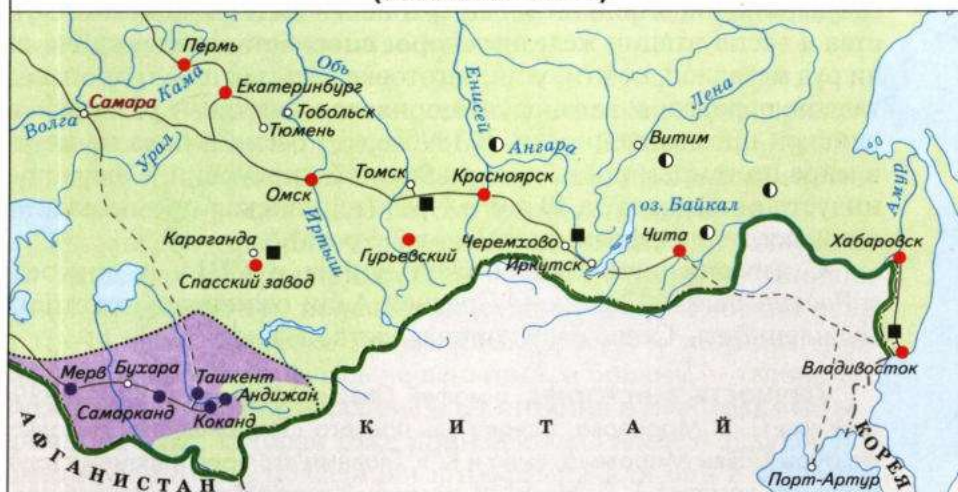 Пермь
Кама
Обь
Енисей
Лена
Екатеринбург
Самара
Тобольск
Волга
Тюмень
Урал
Ангара
Витим
Томск
Красноярск
Омск
Амур
оз. Байкал
Иртыш
Караганда
Гурьевский
Черемхово
Чита
Хабаровск
Спасский завод
Иркутск
Мерв
Бухара
Ташкент
Андижан
Владивосток
Самарканд
Коканд
КИТАЙ
АФГАНИСТАН
КОРЕЯ
Порт-Артур